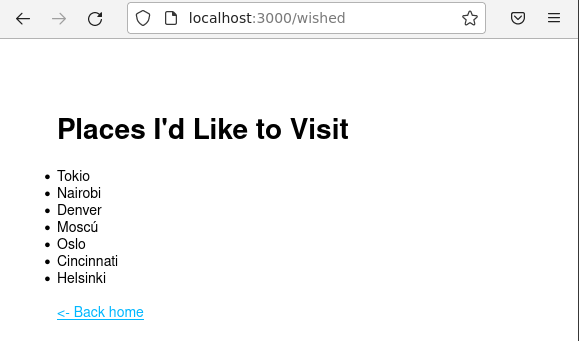 localhost:3000/wished
Places I'd Like to Visit
Tokio
Nairobi
Denver
Moscú
Oslo
Cincinnati
Helsinki
<- Back home